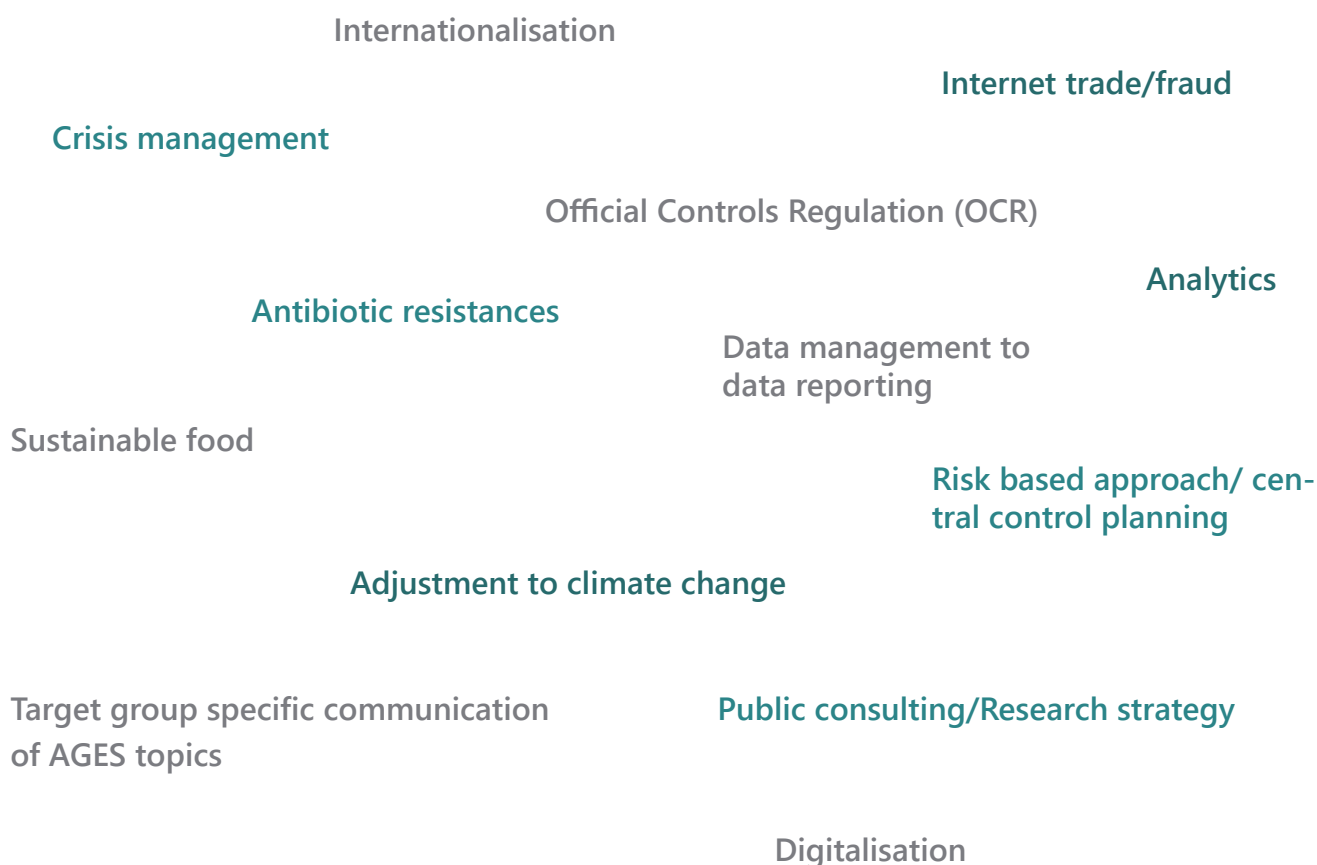 Internationalisation
Internet trade/fraud
Crisis management
Official Controls Regulation (OCR)
Analytics
Antibiotic resistances
Data management to
data reporting
Sustainable food
Risk based approach/ cen-
tral control planning
Adjustment to climate change
Target group specific communication
of AGES topics
Public consulting/Research strategy
Digitalisation